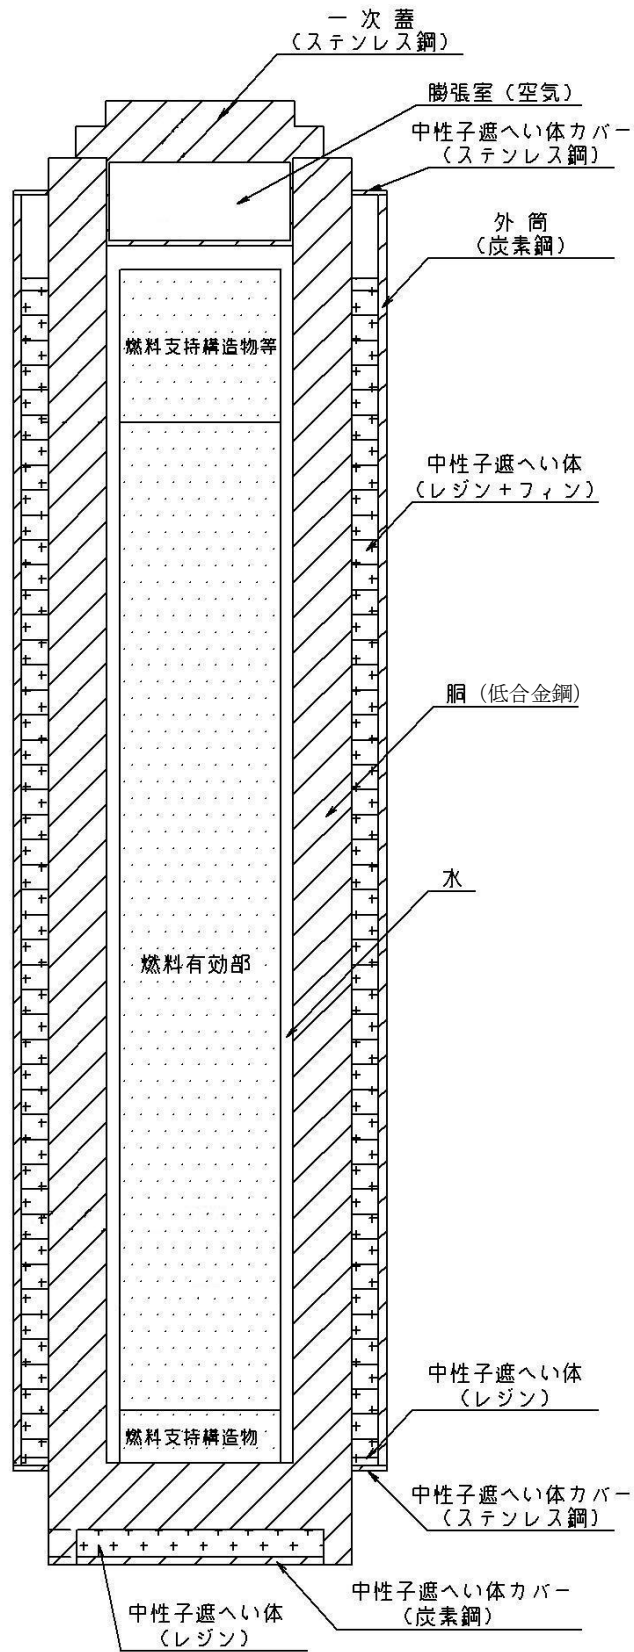 一次蓋
(ステンレス鋼)
膨張室(空気)
中性子遮へい体カバー
(ステンレス鋼)
外筒
(炭素鋼)
燃料支持構造物等
中性子遮へい体
(レジン+フィン)
胴(低合金鋼)
水
燃料有効部
中性子遮へい体
(レジン)
燃料支持構造物
中性子遮へい体カバー
(ステンレス鋼)
中性子遮へい体カバー
(炭素鋼)
中性子遮へい体
(レジン)